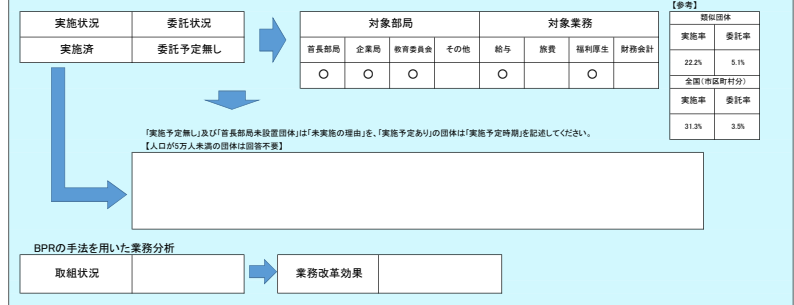 【参考】
実施状況 委託状況
実施済 委託予定無し
対象部局 対象業務
首長部局 企業局 教育委員会 その他 給与 旅費 福利厚生 財務会計
○ ○ ○ ○ ○
類似団体
実施率 委託率
22.2% 5.1%
全国(市区町村分)
実施率 委託率
31.3% 3.5%
「実施予定無し」及び「首長部局未設置団体」は「未実施の理由」を、「実施予定あり」の団体は「実施予定時期」を記述してください。
【人口が5万人未満の団体は回答不要】
BPRの手法を用いた業務分析
取組状況 業務改革効果